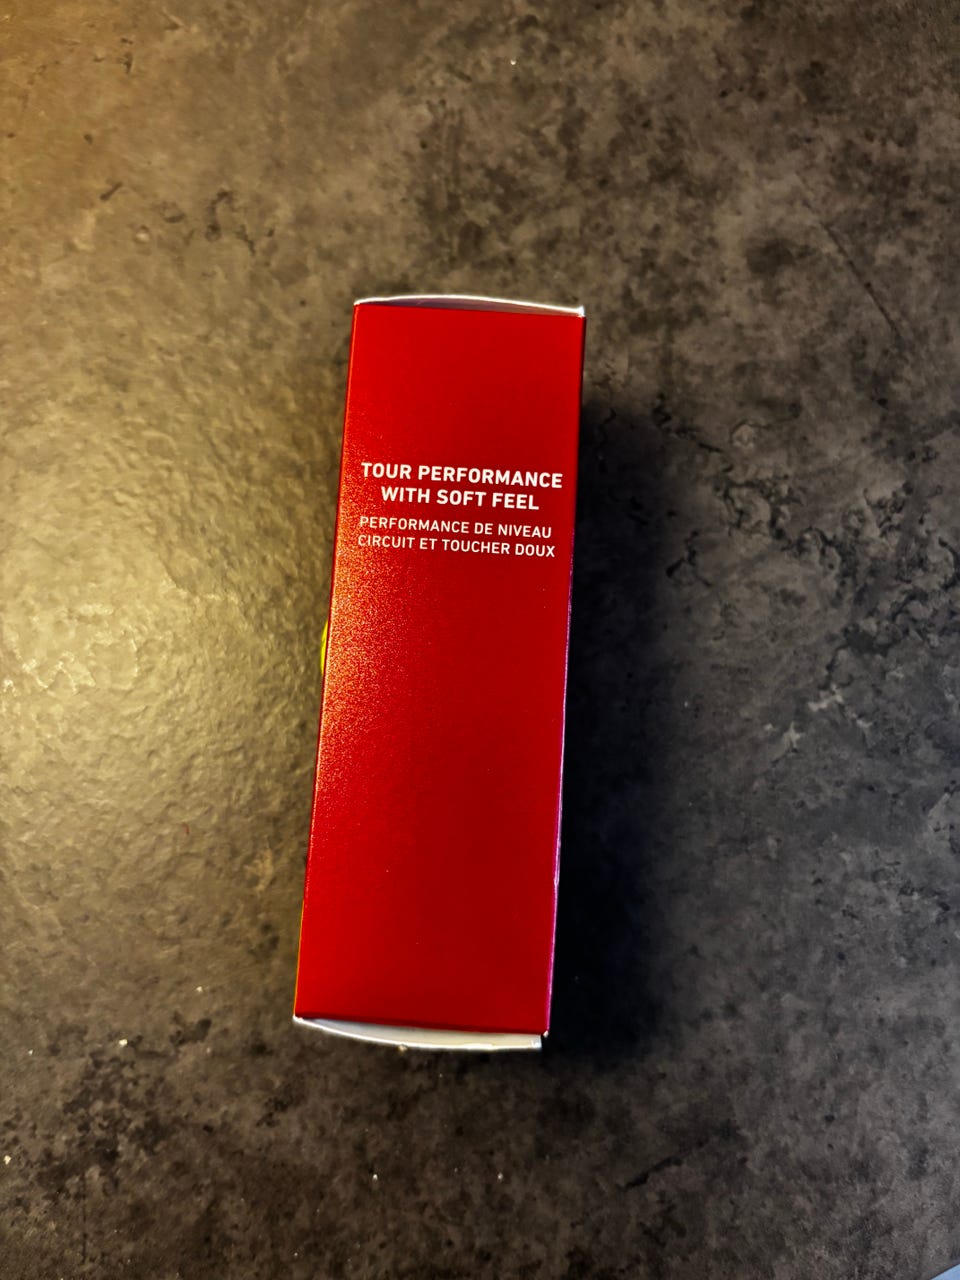 TOUR PERFORMANCE
WITH SOFT FEEL
PERFORMANCE DE NIVEAU
CIRCUIT ET TOUCHER DOUX